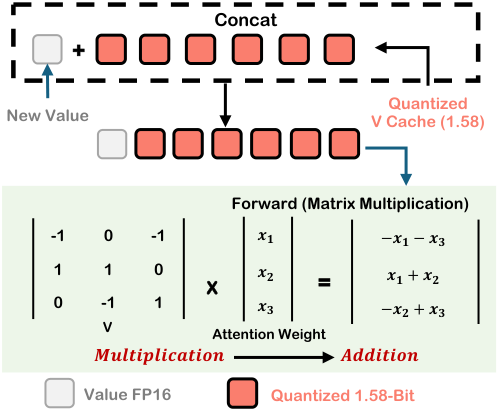 Concat
+
New Value
Quantized
V Cache (1.58)
Forward (Matrix Multiplication)
-1 0 -1
1 1 0
0 -1 1
V
x
x₁
x₂
x₃
Attention Weight
=
−x₁ − x₃
x₁ + x₂
−x₂ + x₃
Multiplication
Addition
Value FP16
Quantized 1.58-Bit